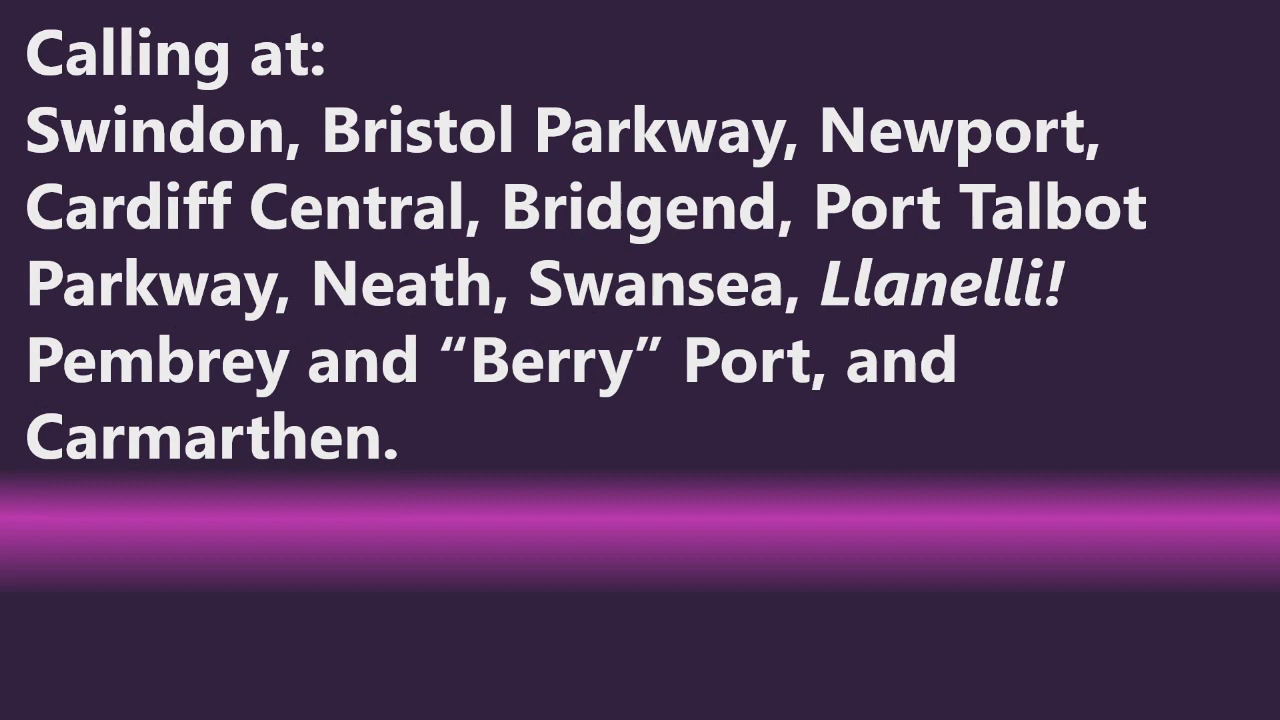 Calling at:
Swindon, Bristol Parkway, Newport,
Cardiff Central, Bridgend, Port Talbot
Parkway, Neath, Swansea, Llanelli!
Pembrey and “Berry” Port, and
Carmarthen.